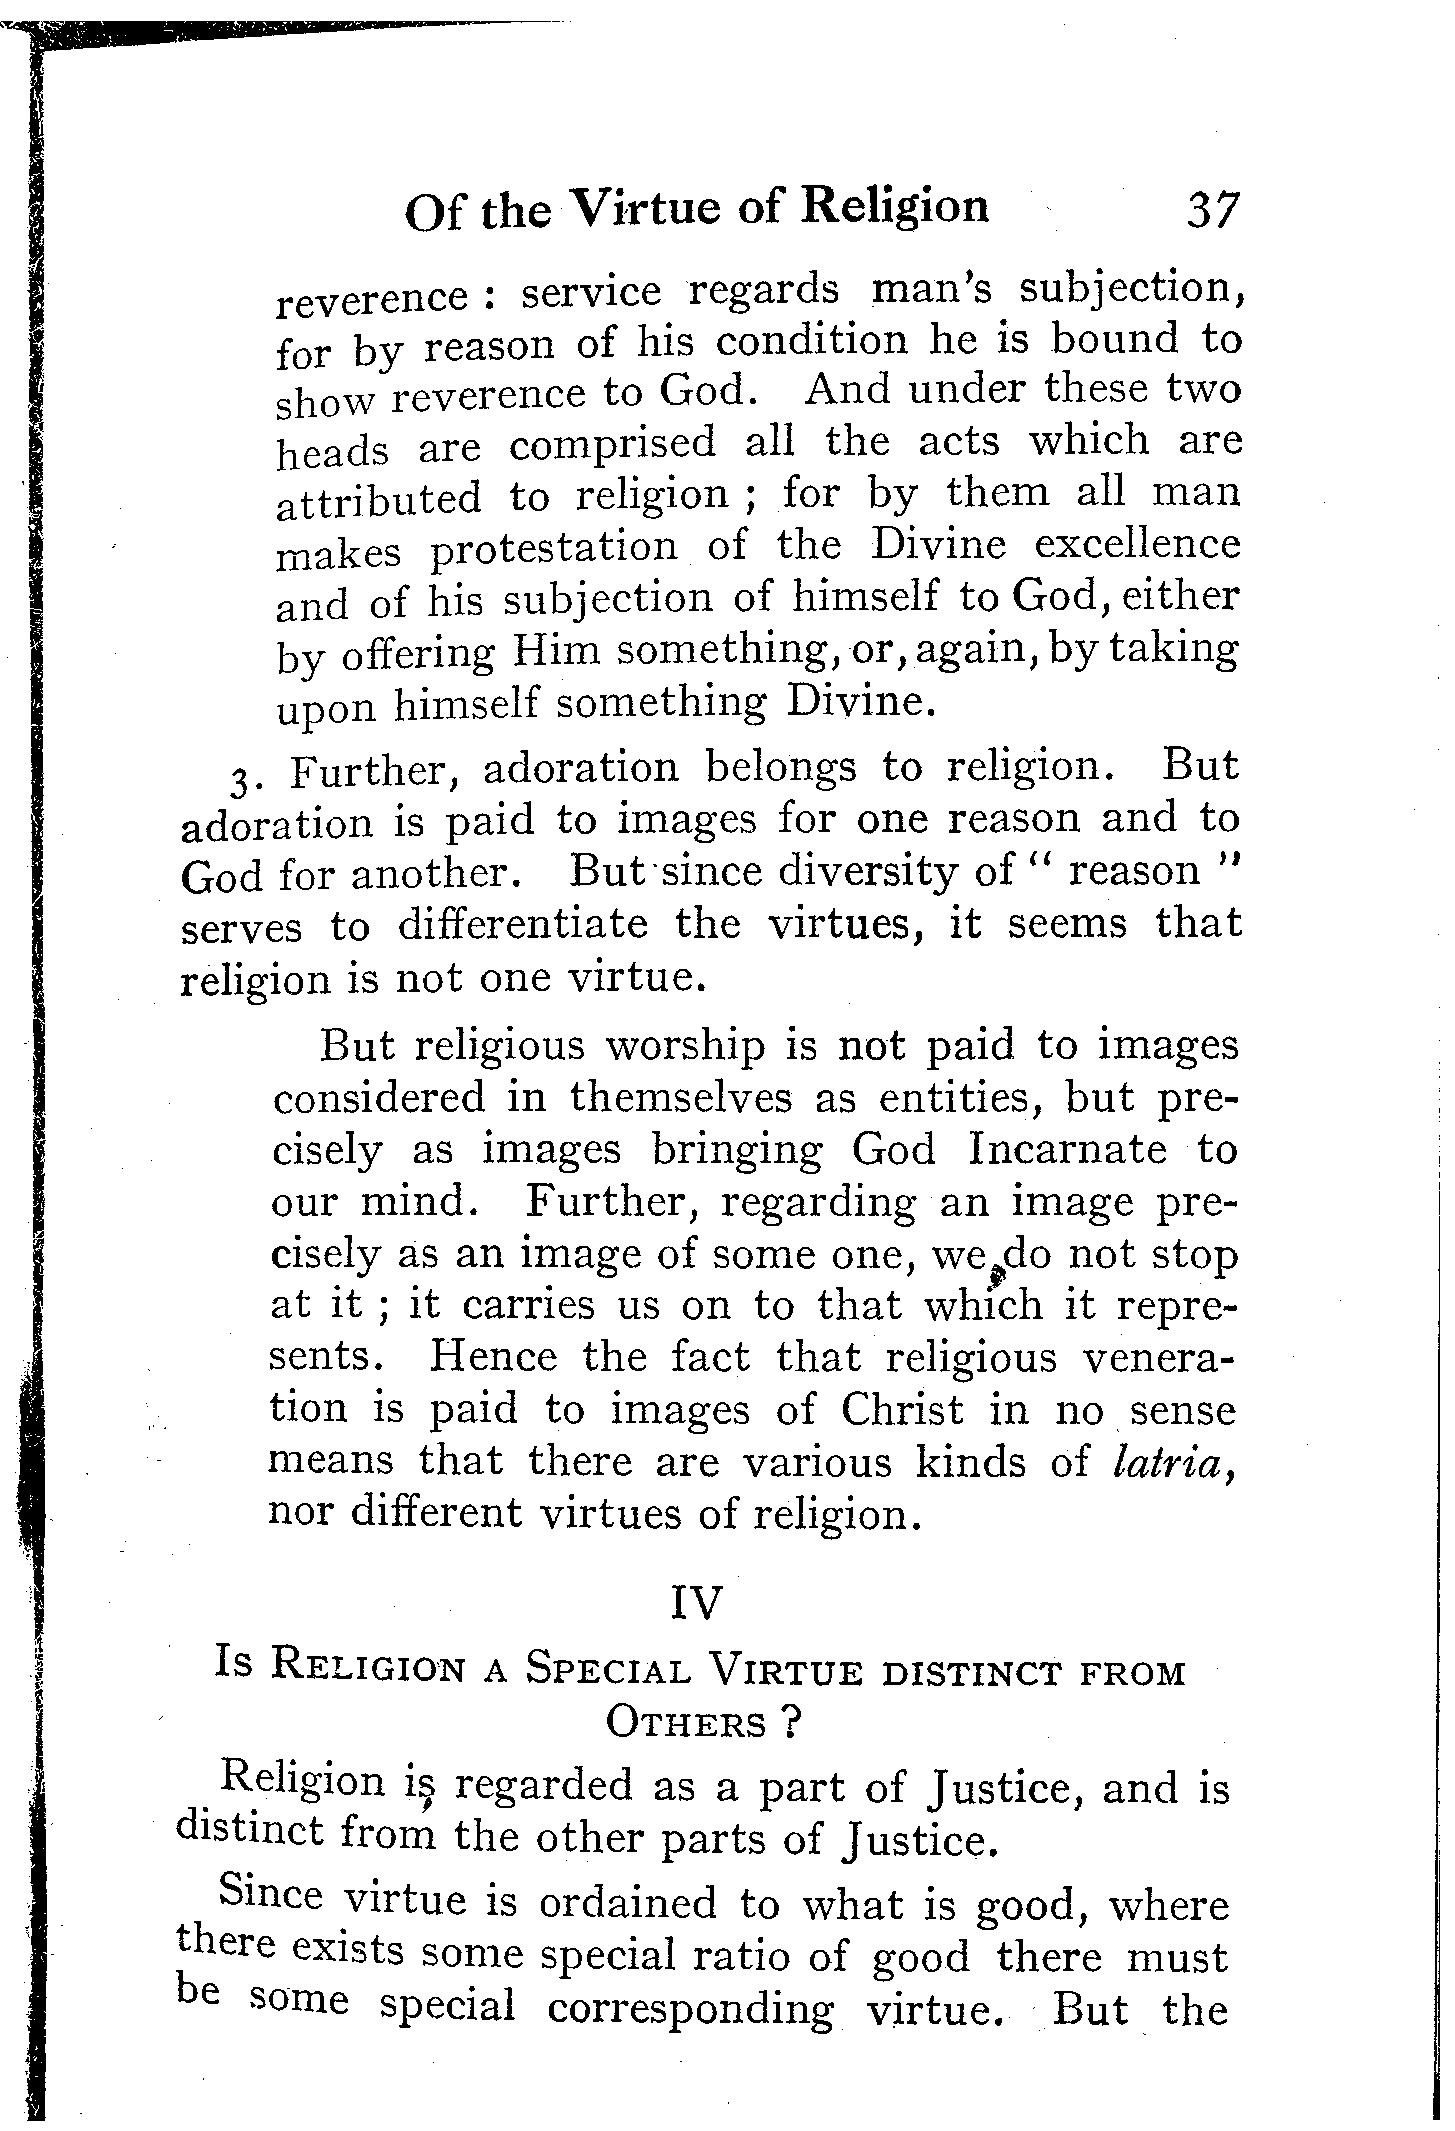 Of the Virtue of Religion 37
reverence : service regards man's subjection,
for by reason of his condition he is bound to
show reverence to God. And under these two
heads are comprised all the acts which are
attributed to religion ; for by them all man
makes protestation of the Divine excellence
and of his subjection of himself to God, either
by offering Him something, or, again, by taking
upon himself something Divine.
3. Further, adoration belongs to religion. But
adoration is paid to images for one reason and to
God for another. But since diversity of “ reason ”
serves to differentiate the virtues, it seems that
religion is not one virtue.
But religious worship is not paid to images
considered in themselves as entities, but pre-
cisely as images bringing God Incarnate to
our mind. Further, regarding an image pre-
cisely as an image of some one, we do not stop
at it ; it carries us on to that which it repre-
sents. Hence the fact that religious venera-
tion is paid to images of Christ in no sense
means that there are various kinds of latria,
nor different virtues of religion.
IV
Is Religion a Special Virtue distinct from
Others ?
Religion is regarded as a part of Justice, and is
distinct from the other parts of Justice.
Since virtue is ordained to what is good, where
there exists some special ratio of good there must
be some special corresponding virtue. But the